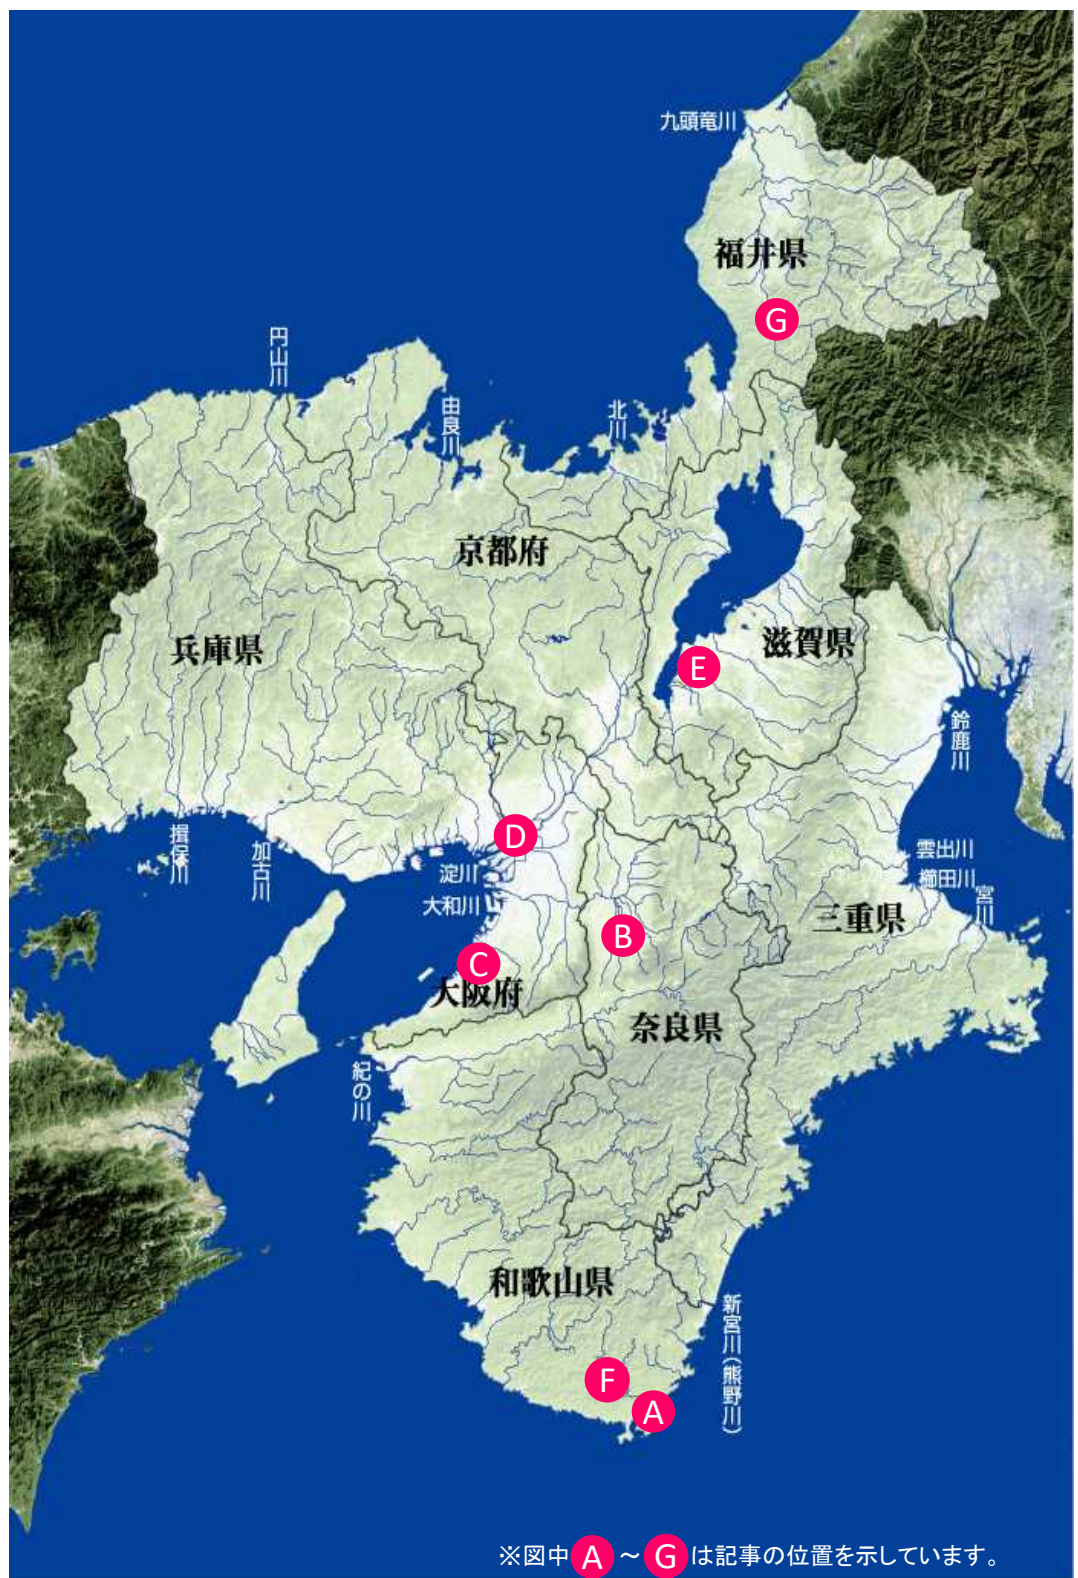 九頭竜川
福井県
G
円山川
由良川
北川
京都府
兵庫県
滋賀県
E
鈴鹿川
揖保川
加古川
D
淀川
大和川
雲出川
櫛田川
宮川
三重県
B
C
大阪府
奈良県
紀の川
和歌山県
新宮川(熊野川)
F
A
※図中 A ～ G は記事の位置を示しています。